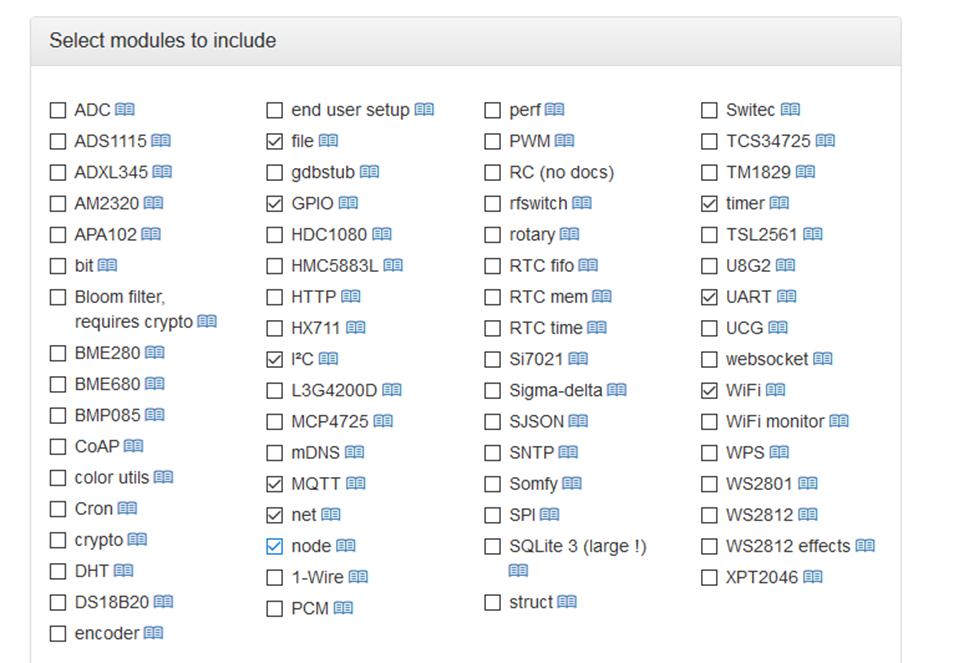 Select modules to include
ADC
ADS1115
ADXL345
AM2320
APA102
bit
Bloom filter,
requires crypto
BME280
BME680
BMP085
CoAP
color utils
Cron
crypto
DHT
DS18B20
encoder
end user setup
file
gdbstub
GPIO
HDC1080
HMC5883L
HTTP
HX711
I²C
L3G4200D
MCP4725
mDNS
MQTT
net
node
1-Wire
PCM
perf
PWM
RC (no docs)
rfswitch
rotary
RTC fifo
RTC mem
RTC time
Si7021
Sigma-delta
SJSON
SNTP
Somfy
SPI
SQLite 3 (large !)
struct
Switec
TCS34725
TM1829
timer
TSL2561
U8G2
UART
UCG
websocket
WiFi
WiFi monitor
WPS
WS2801
WS2812
WS2812 effects
XPT2046